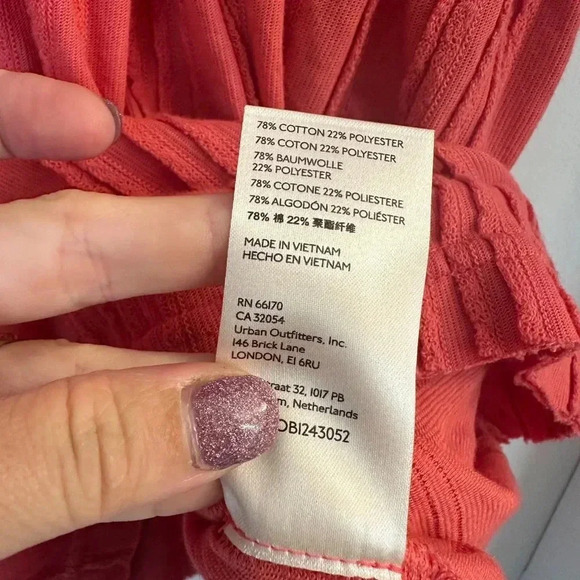 78% COTTON 22% POLYESTER
78% COTON 22% POLYESTER
78% BAUMWOLLE
22% POLYESTER
78% COTONE 22% POLIESTERE
78% ALGODÓN 22% POLIÉSTER
78% 棉 22% 聚酯纤维
MADE IN VIETNAM
HECHO EN VIETNAM
RN 66170
CA 32054
Urban Outfitters, Inc.
146 Brick Lane
LONDON, E1 6RU
32, 1017 PB
Netherlands
OB1243052